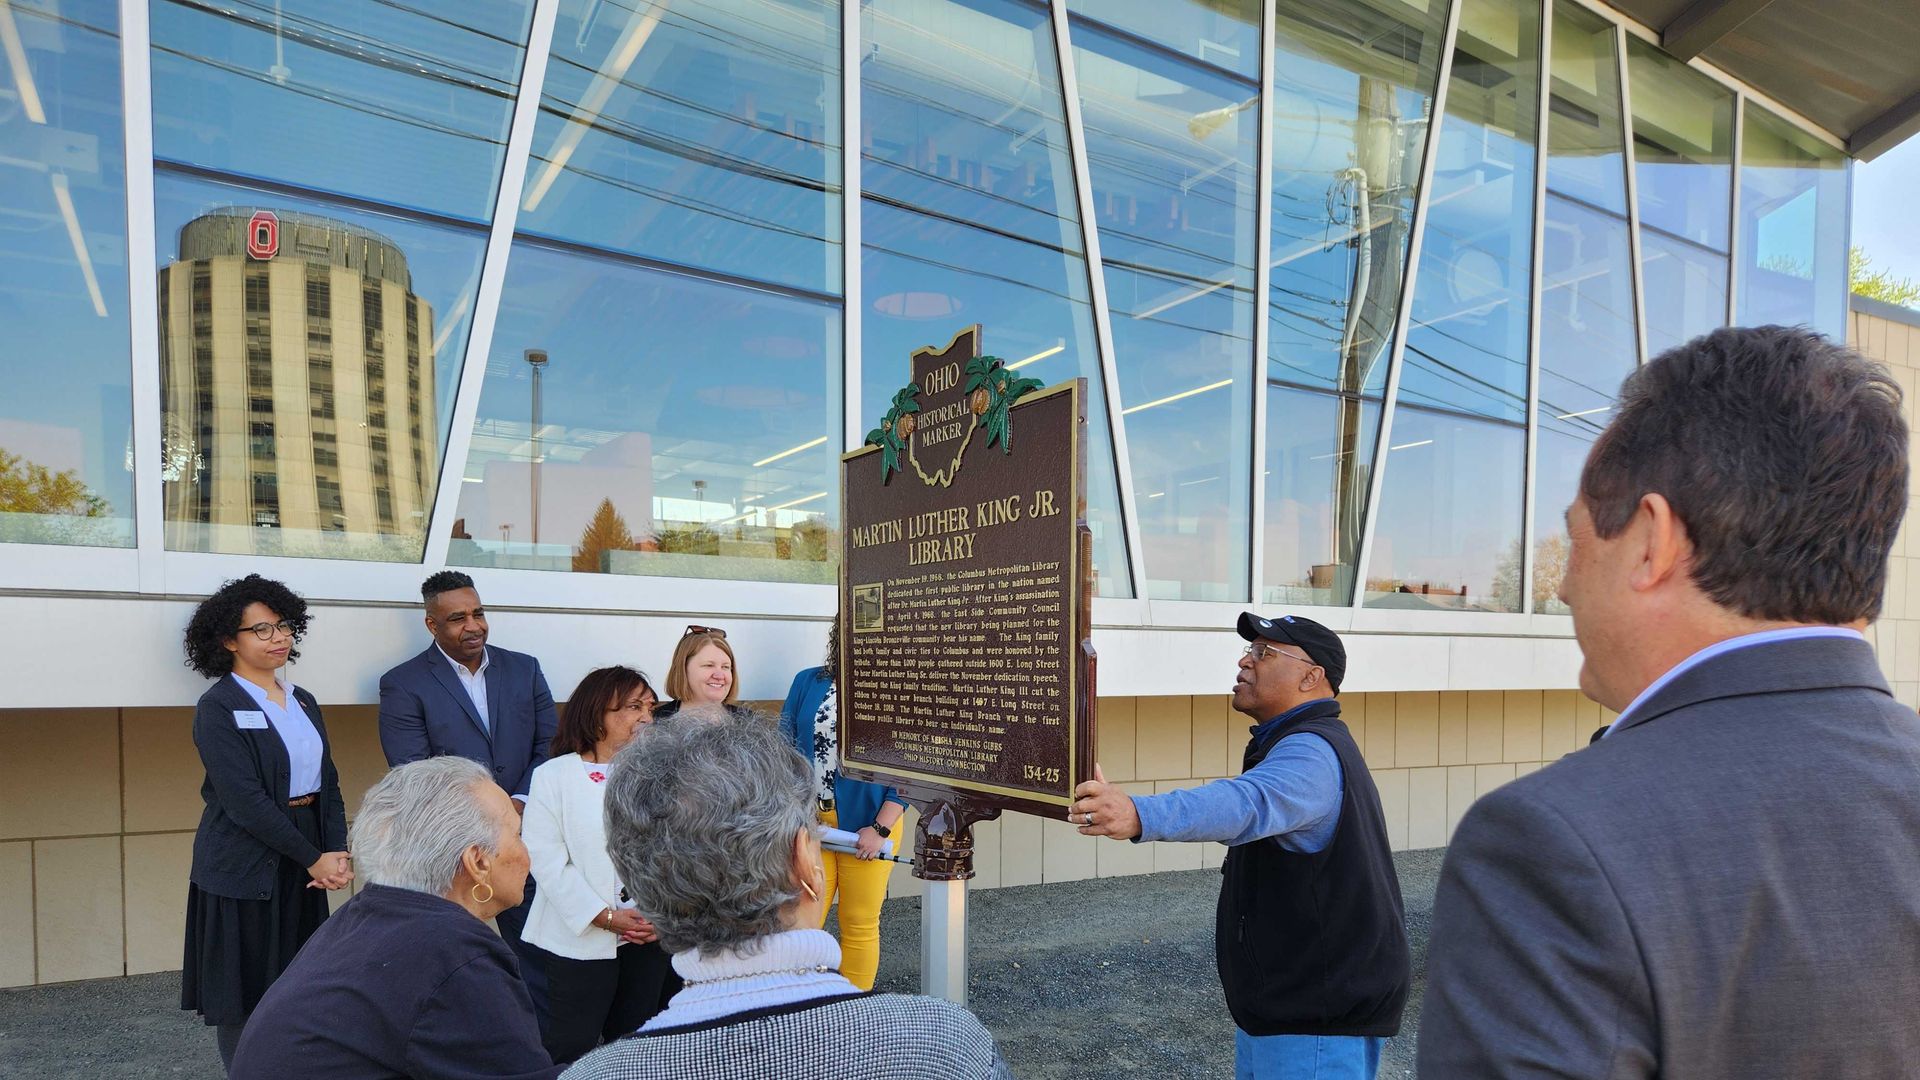 O
OHIO
HISTORICAL
MARKER
MARTIN LUTHER KING JR.
LIBRARY
On November 19, 1968, the Columbus Metropolitan Library
dedicated the first public library in the nation named
after Dr. Martin Luther King Jr. After King's assassination
on April 4, 1968, the East Side Community Council
requested that the new library being planned for the
King-Lincoln Bronzeville community bear his name. The King family
had both family and civic ties to Columbus and were honored by the
tribute. More than 1,000 people gathered outside 1600 E. Long Street
to hear Martin Luther King Sr. deliver the November dedication speech.
Continuing the King family tradition, Martin Luther King III cut the
ribbon to open a new branch building at 1467 E. Long Street on
October 18, 2018. The Martin Luther King Branch was the first
Columbus public library to bear an individual's name.
IN MEMORY OF KEISHA JENKINS GIBBS
COLUMBUS METROPOLITAN LIBRARY
OHIO HISTORY CONNECTION
2022
134-25